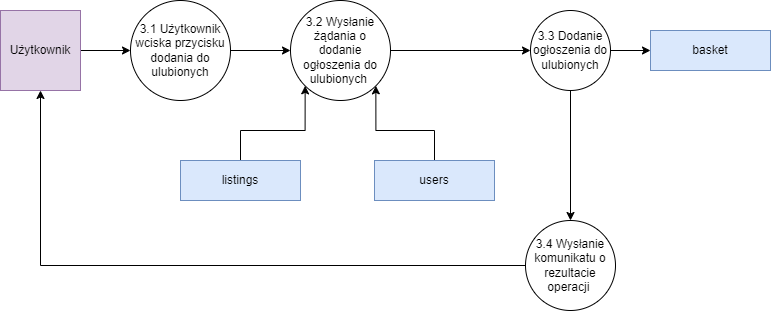 Użytkownik
3.1 Użytkownik
wciska przycisku
dodania do
ulubionych
3.2 Wysłanie
żądania o
dodanie
ogłoszenia do
ulubionych
3.3 Dodanie
ogłoszenia do
ulubionych
basket
listings
users
3.4 Wysłanie
komunikatu o
rezultacie
operacji